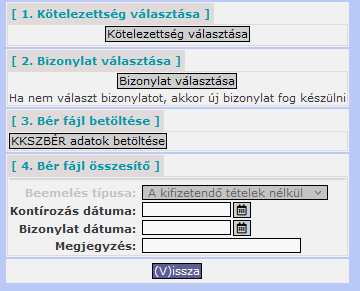 [ 1. Kötelezettség választása ]
Kötelezettség választása
[ 2. Bizonylat választása ]
Bizonylat választása
Ha nem választ bizonylatot, akkor új bizonylat fog készülni
[ 3. Bér fájl betöltése ]
KKSZBÉR adatok betöltése
[ 4. Bér fájl összesítő ]
Beemelés típusa: A kifizetendő tételek nélkül
Kontírozás dátuma:
Bizonylat dátuma:
Megjegyzés:
(V)issza